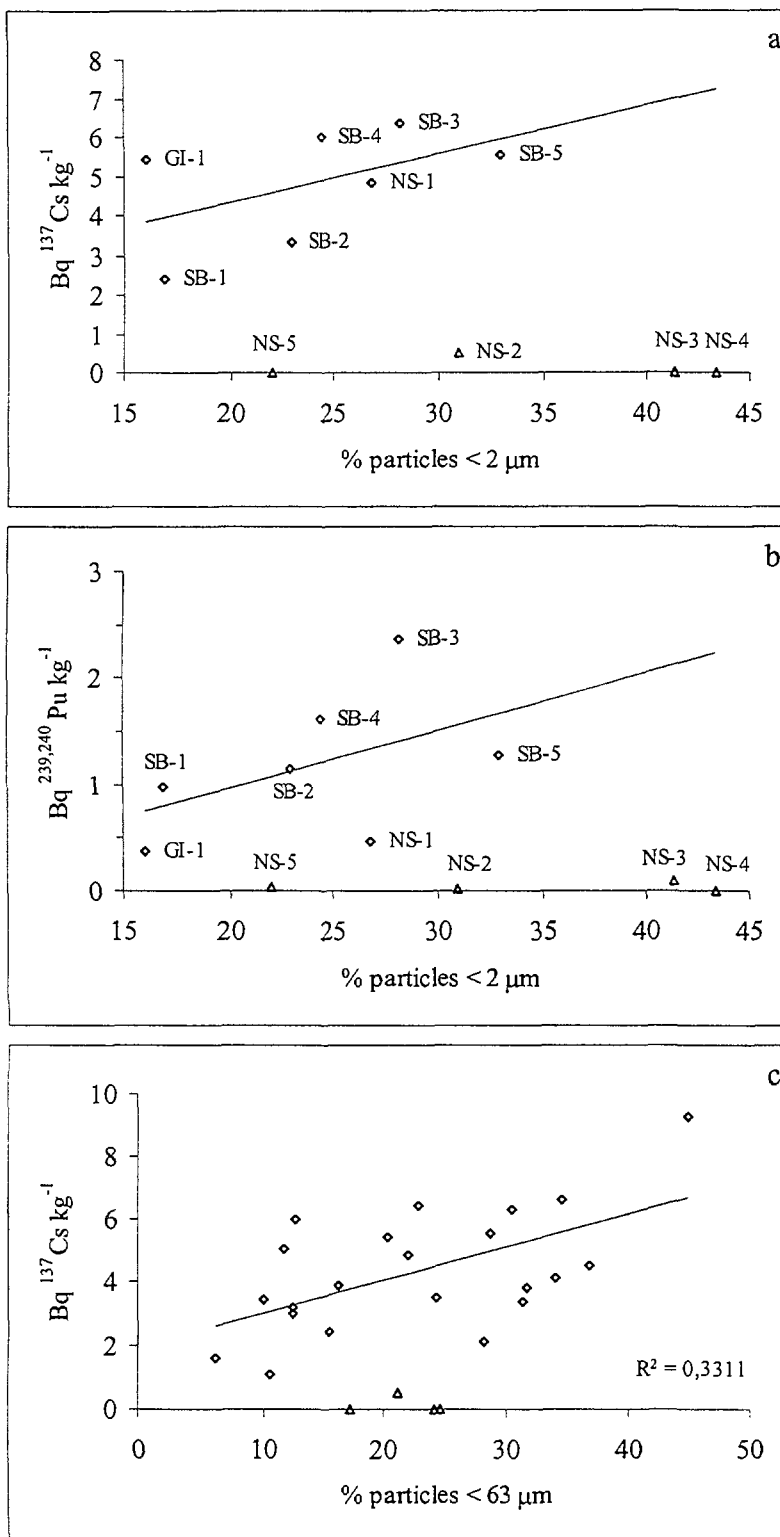 a
8
7
6
5
4
3
2
1
0
Bq ¹³⁷Cs kg⁻¹
GI-1
SB-4
SB-3
SB-5
NS-1
SB-2
SB-1
NS-5
NS-2
NS-3 NS-4
15 20 25 30 35 40 45
% particles < 2 µm
b
3
2
1
0
Bq ²³⁹,²⁴⁰Pu kg⁻¹
SB-3
SB-4
SB-1
SB-2
SB-5
GI-1
NS-1
NS-5
NS-2
NS-3
NS-4
15 20 25 30 35 40 45
% particles < 2 µm
c
10
8
6
4
2
0
Bq ¹³⁷Cs kg⁻¹
R² = 0,3311
0 10 20 30 40 50
% particles < 63 µm